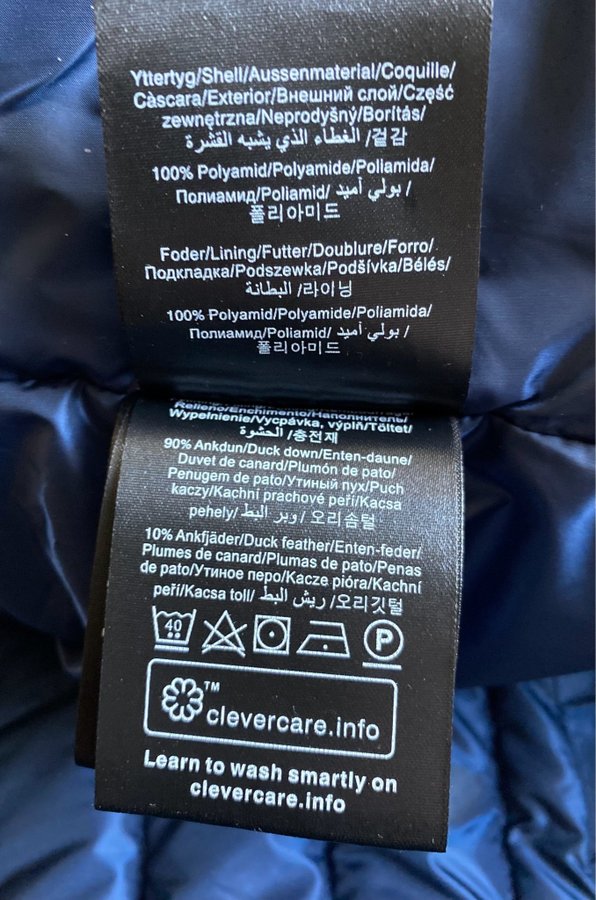 Yttertyg/Shell/Aussenmaterial/Coquille/
Càscara/Exterior/Внешний слой/Część
zewnętrzna/Neprodyšný/Borítás/
الغطاء الذي يشبه القشرة /겉감
100% Polyamid/Polyamide/Poliamida/
Полиамид/Poliamid/ بولي أميد /
폴리아미드
Foder/Lining/Futter/Doublure/Forro/
Подкладка/Podszewka/Podšívka/Bélés/
البطانة /라이닝
100% Polyamid/Polyamide/Poliamida/
Полиамид/Poliamid/ بولي أميد /
폴리아미드
Relleno/Enchimento/Наполнитель/
Wypełnienie/Vycpávka, výplň/Töltet/
الحشوة /충전재
90% Ankdun/Duck down/Enten-daune/
Duvet de canard/Plumón de pato/
Penugem de pato/Утиный пух/Puch
kaczy/Kachní prachové peří/Kacsa
pehely/ وبر البط /오리솜털
10% Ankfjäder/Duck feather/Enten-feder/
Plumes de canard/Plumas de pato/Penas
de pato/Утиное перо/Kacze pióra/Kachní
peří/Kacsa toll/ ريش البط /오리깃털
40 P
™
clevercare.info
Learn to wash smartly on
clevercare.info